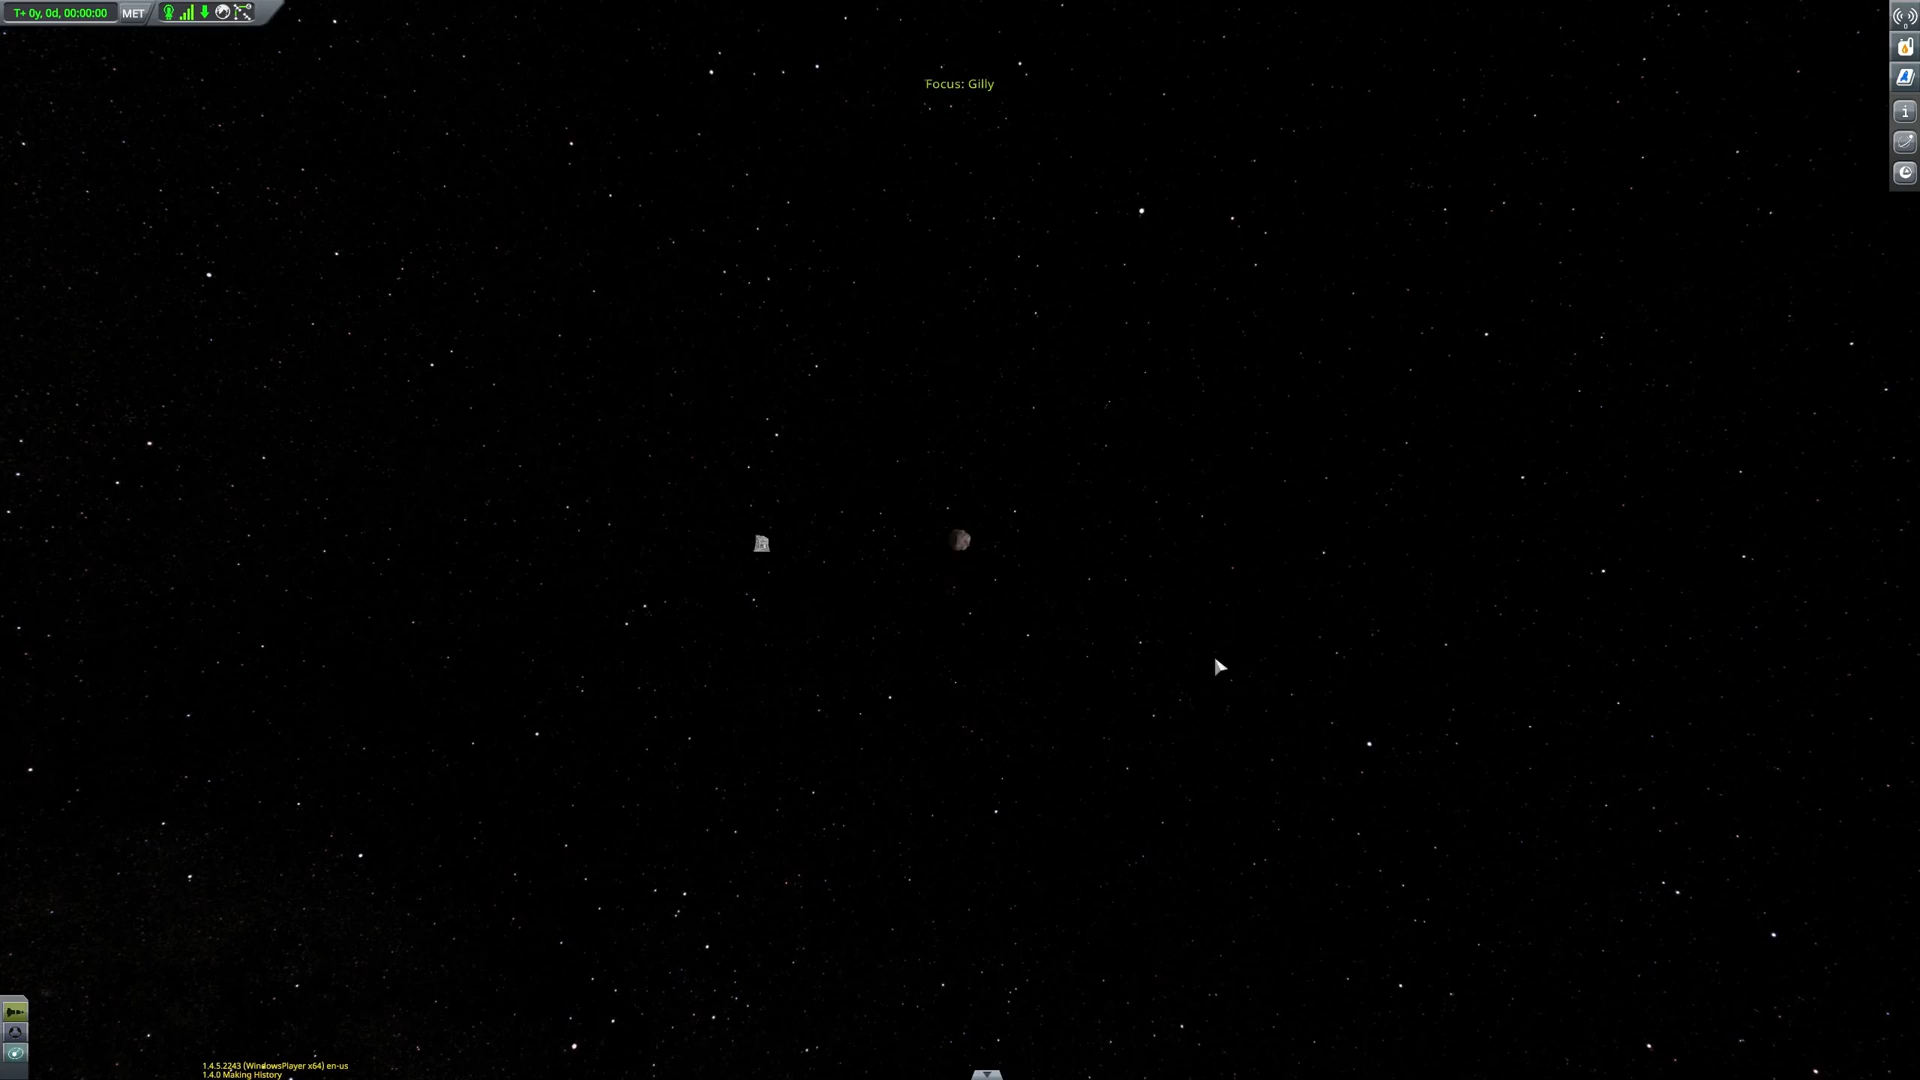 T+ 0y, 0d, 00:00:00 MET
0
Focus: Gilly
1.4.5.2243 (WindowsPlayer x64) en-us
1.4.0 Making History